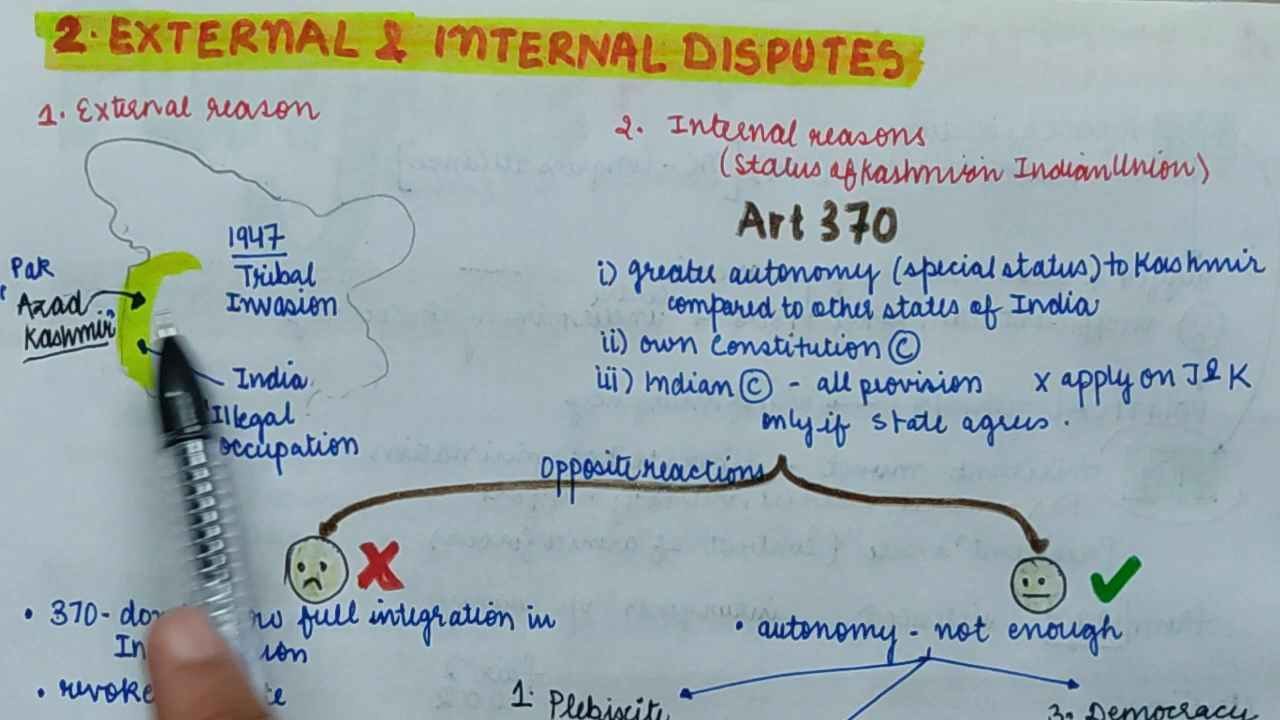 2. EXTERNAL & INTERNAL DISPUTES
1. External reason
1947
Tribal
Invasion
Pak
'Azad
Kashmir'
India
Illegal
occupation
2. Internal reasons
(Status of Kashmir in Indian Union)
Art 370
i) greater autonomy (special status) to Kashmir
compared to other states of India
ii) own Constitution ©
iii) Indian © - all provision x apply on J&K
only if state agrees.
Opposite reactions
• 370 - full integration in
• revoke
• autonomy - not enough
1. Plebiscite
3. Democracy